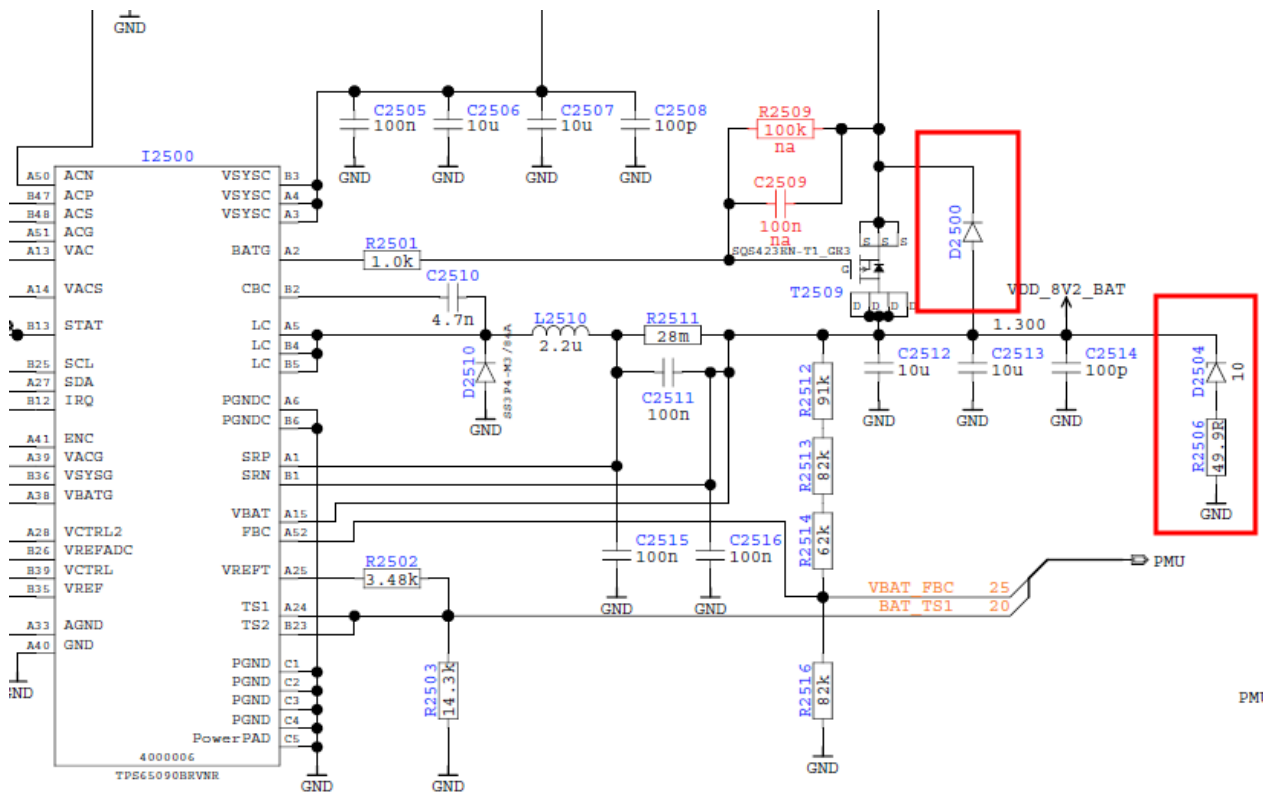 GND
I2500
A50 ACN
B47 ACP
B48 ACS
A51 ACG
A13 VAC
A14 VACS
B13 STAT
B25 SCL
A27 SDA
B12 IRQ
A41 ENC
A39 VACG
B36 VSYSG
A38 VBATG
A28 VCTRL2
B26 VREFADC
B39 VCTRL
B35 VREF
A33 AGND
A40 GND
VSYSC B3
VSYSC A4
VSYSC A3
BATG A2
CBC B2
LC A5
LC B4
LC B5
PGNDC A6
PGNDC B6
SRP A1
SRN B1
VBAT A15
FBC A52
VREFT A25
TS1 A24
TS2 B23
PGND C1
PGND C2
PGND C3
PGND C4
PowerPAD C5
4000006
TPS65090BRVNR
C2505
100n
GND
C2506
10u
GND
C2507
10u
GND
C2508
100p
GND
R2509
100k
na
C2509
100n
na
R2501
1.0k
C2510
4.7n
D2510
SS3P4-M3/84A
GND
L2510
2.2u
R2511
28m
C2511
100n
SQS423EN-T1_GE3
S S S
G
T2509
D D D D
D2500
VDD_8V2_BAT
1.300
C2512
10u
GND
C2513
10u
GND
C2514
100p
GND
D2504
10
R2506
49.9R
GND
R2512
91k
R2513
82k
R2514
62k
C2515
100n
GND
C2516
100n
GND
R2502
3.48k
R2503
14.3k
GND
VBAT_FBC 25
BAT_TS1 20
PMU
R2516
82k
GND
GND